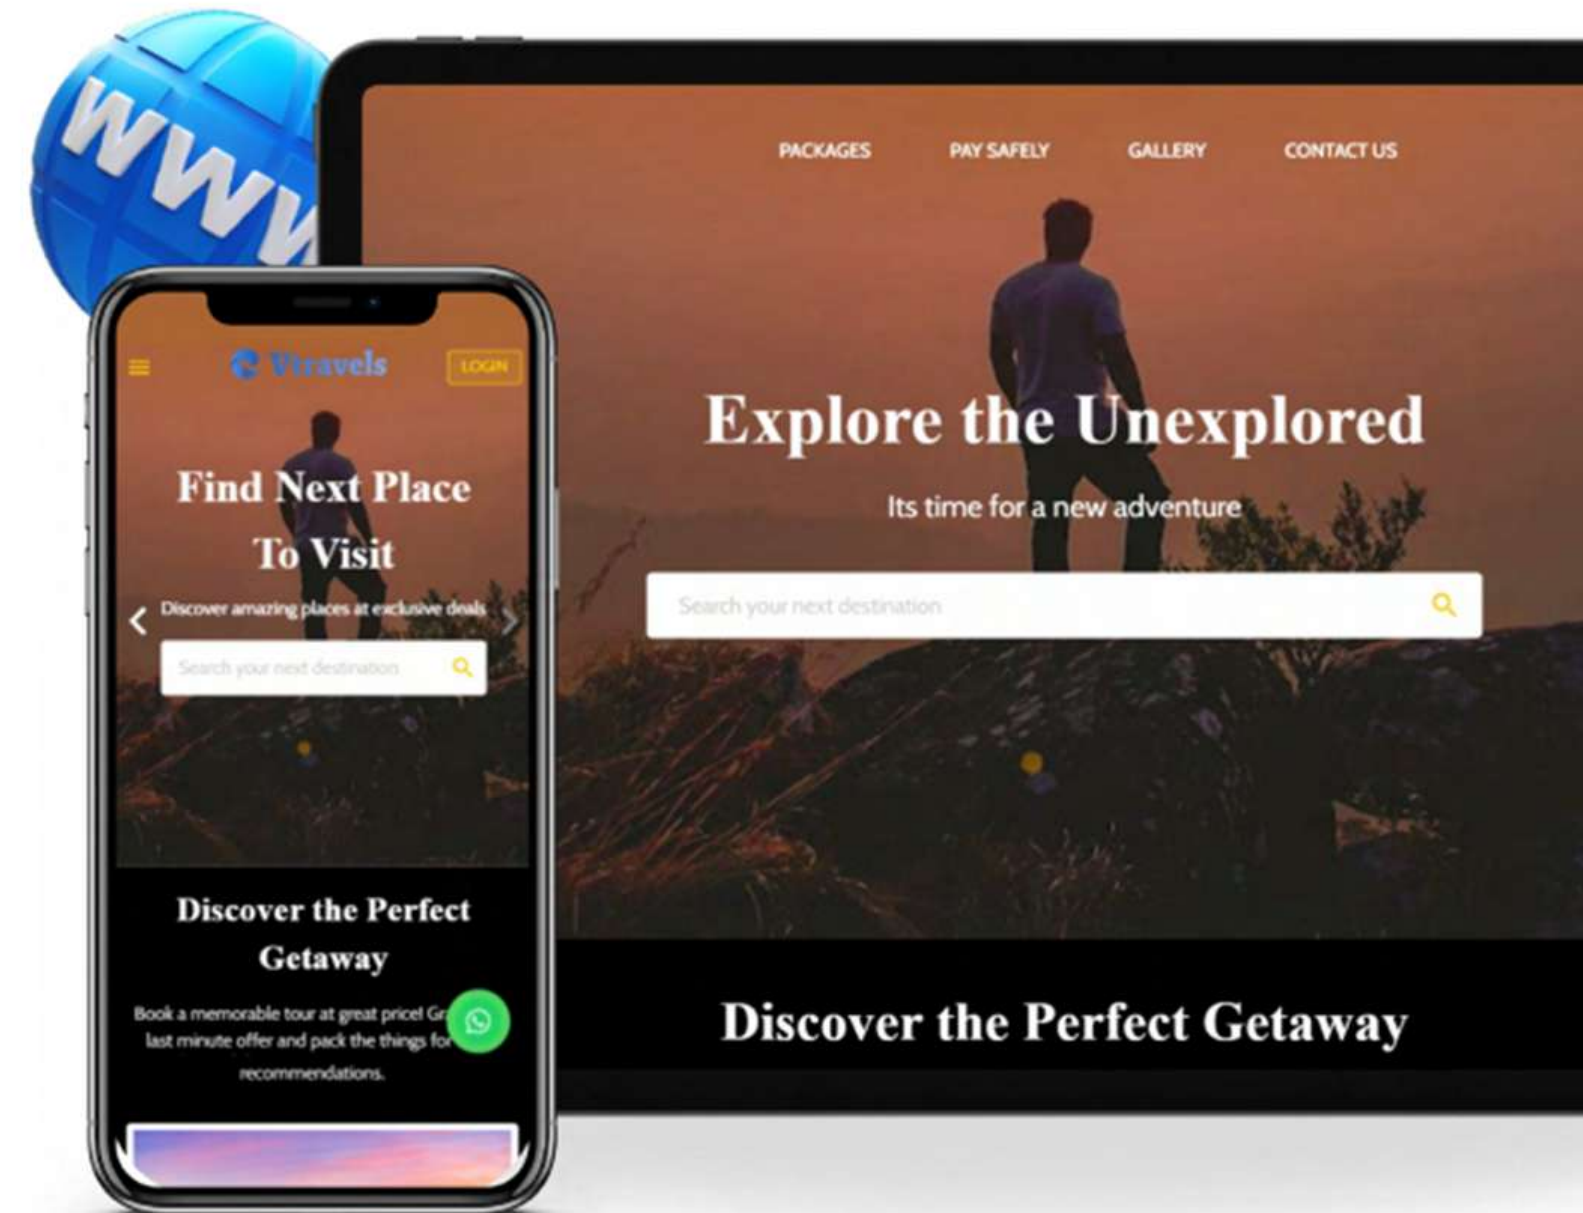 WWW
PACKAGES PAY SAFELY GALLERY CONTACT US
Explore the Unexplored
Its time for a new adventure
Search your next destination
Discover the Perfect Getaway
Vtravels
LOGIN
Find Next Place
To Visit
Discover amazing places at exclusive deals
Search your next destination
Discover the Perfect
Getaway
Book a memorable tour at great price!
last minute offer and pack the things for
recommendations.